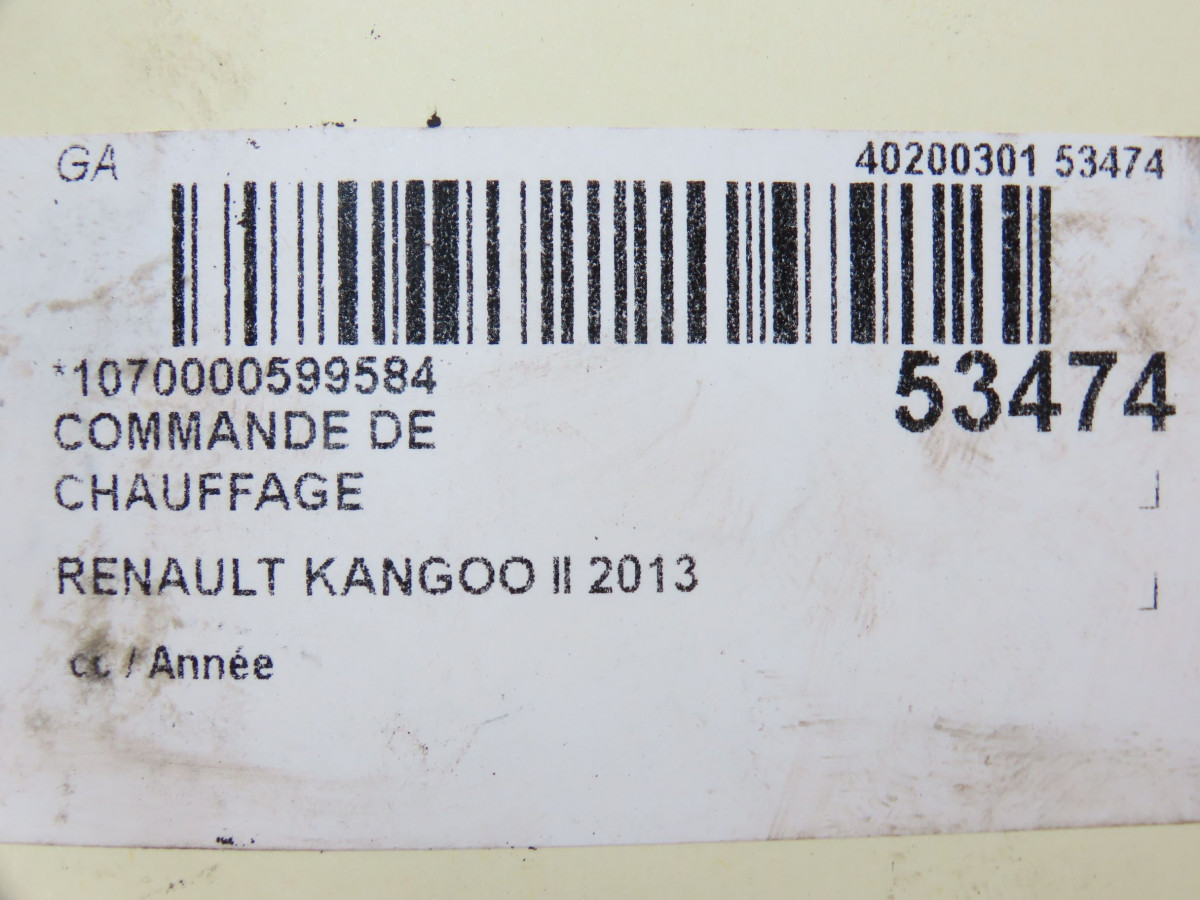 GA 40200301 53474
*1070000599584 53474
COMMANDE DE
CHAUFFAGE
RENAULT KANGOO II 2013
cc / Année